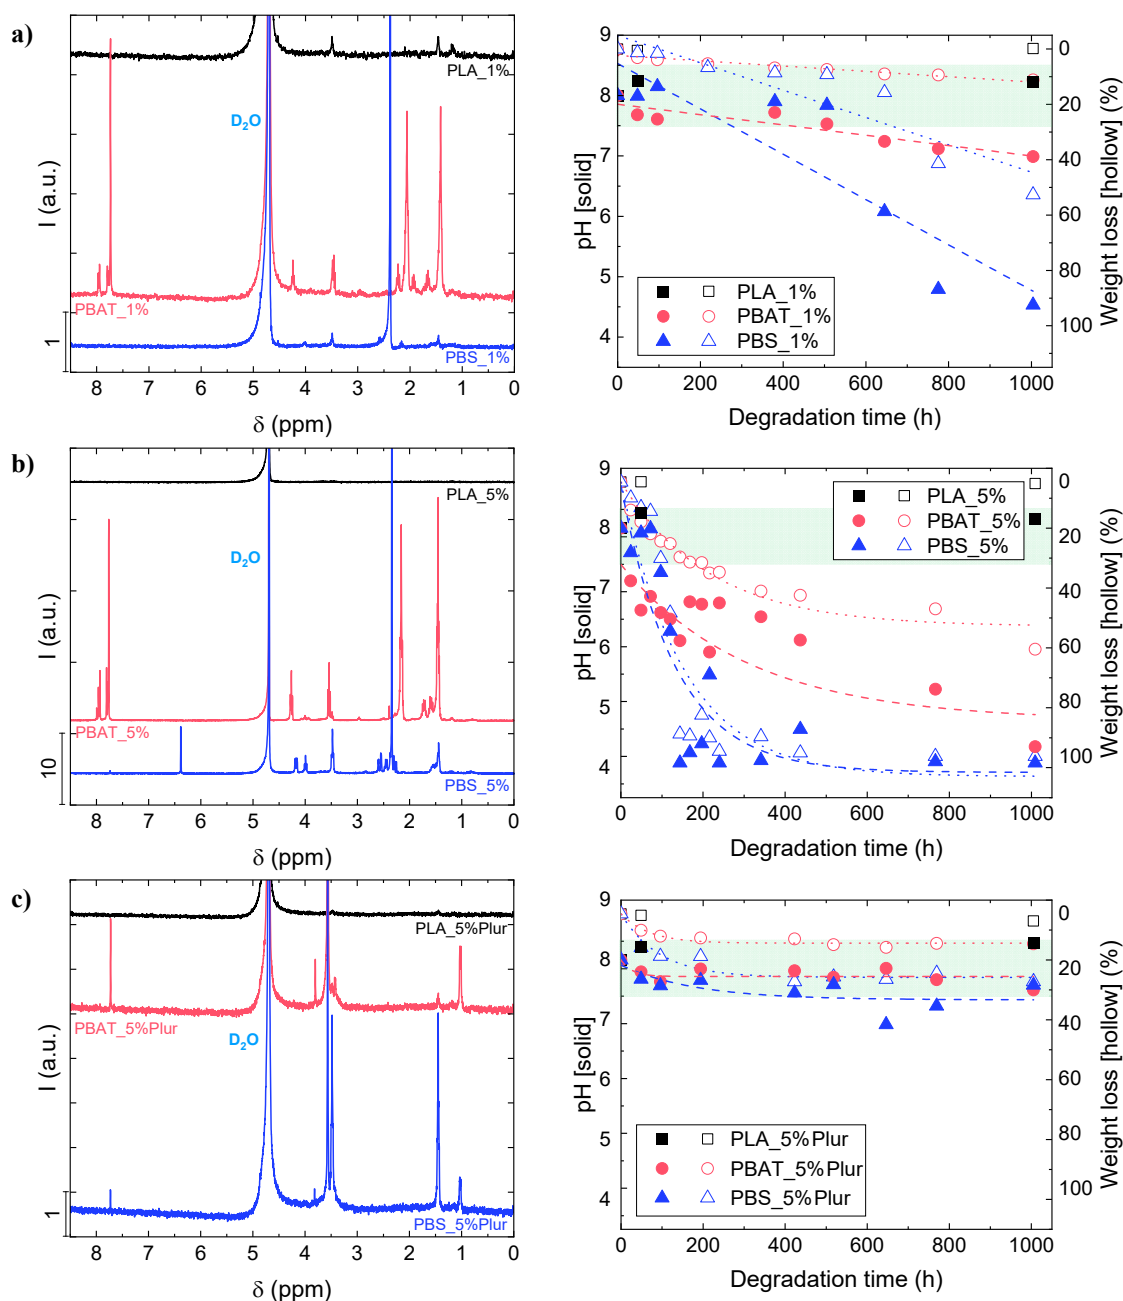 a)
I (a.u.)
D₂O
PLA_1%
PBAT_1%
PBS_1%
1
8 7 6 5 4 3 2 1 0
δ (ppm)
pH [solid]
9
8
7
6
5
4
Weight loss [hollow] (%)
0
20
40
60
80
100
PLA_1%
PBAT_1%
PBS_1%
0 200 400 600 800 1000
Degradation time (h)
b)
I (a.u.)
D₂O
PLA_5%
PBAT_5%
PBS_5%
10
8 7 6 5 4 3 2 1 0
δ (ppm)
pH [solid]
9
8
7
6
5
4
Weight loss [hollow] (%)
0
20
40
60
80
100
PLA_5%
PBAT_5%
PBS_5%
0 200 400 600 800 1000
Degradation time (h)
c)
I (a.u.)
D₂O
PLA_5%Plur
PBAT_5%Plur
PBS_5%Plur
1
8 7 6 5 4 3 2 1 0
δ (ppm)
pH [solid]
9
8
7
6
5
4
Weight loss [hollow] (%)
0
20
40
60
80
100
PLA_5%Plur
PBAT_5%Plur
PBS_5%Plur
0 200 400 600 800 1000
Degradation time (h)